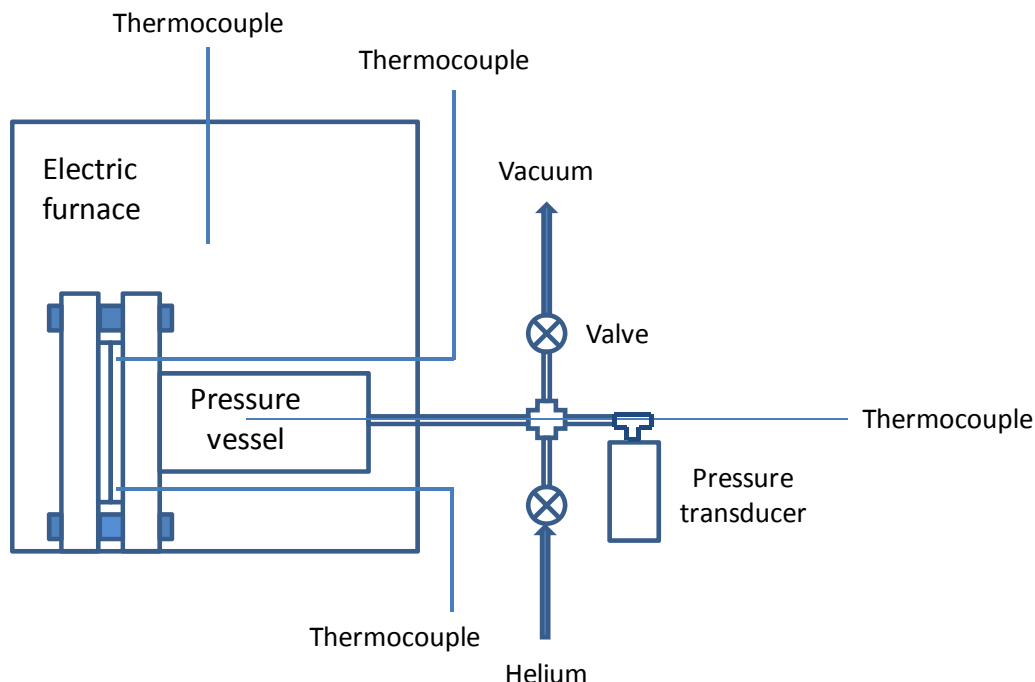 Thermocouple
Thermocouple
Electric
furnace
Vacuum
Valve
Pressure
vessel
Thermocouple
Pressure
transducer
Thermocouple
Helium